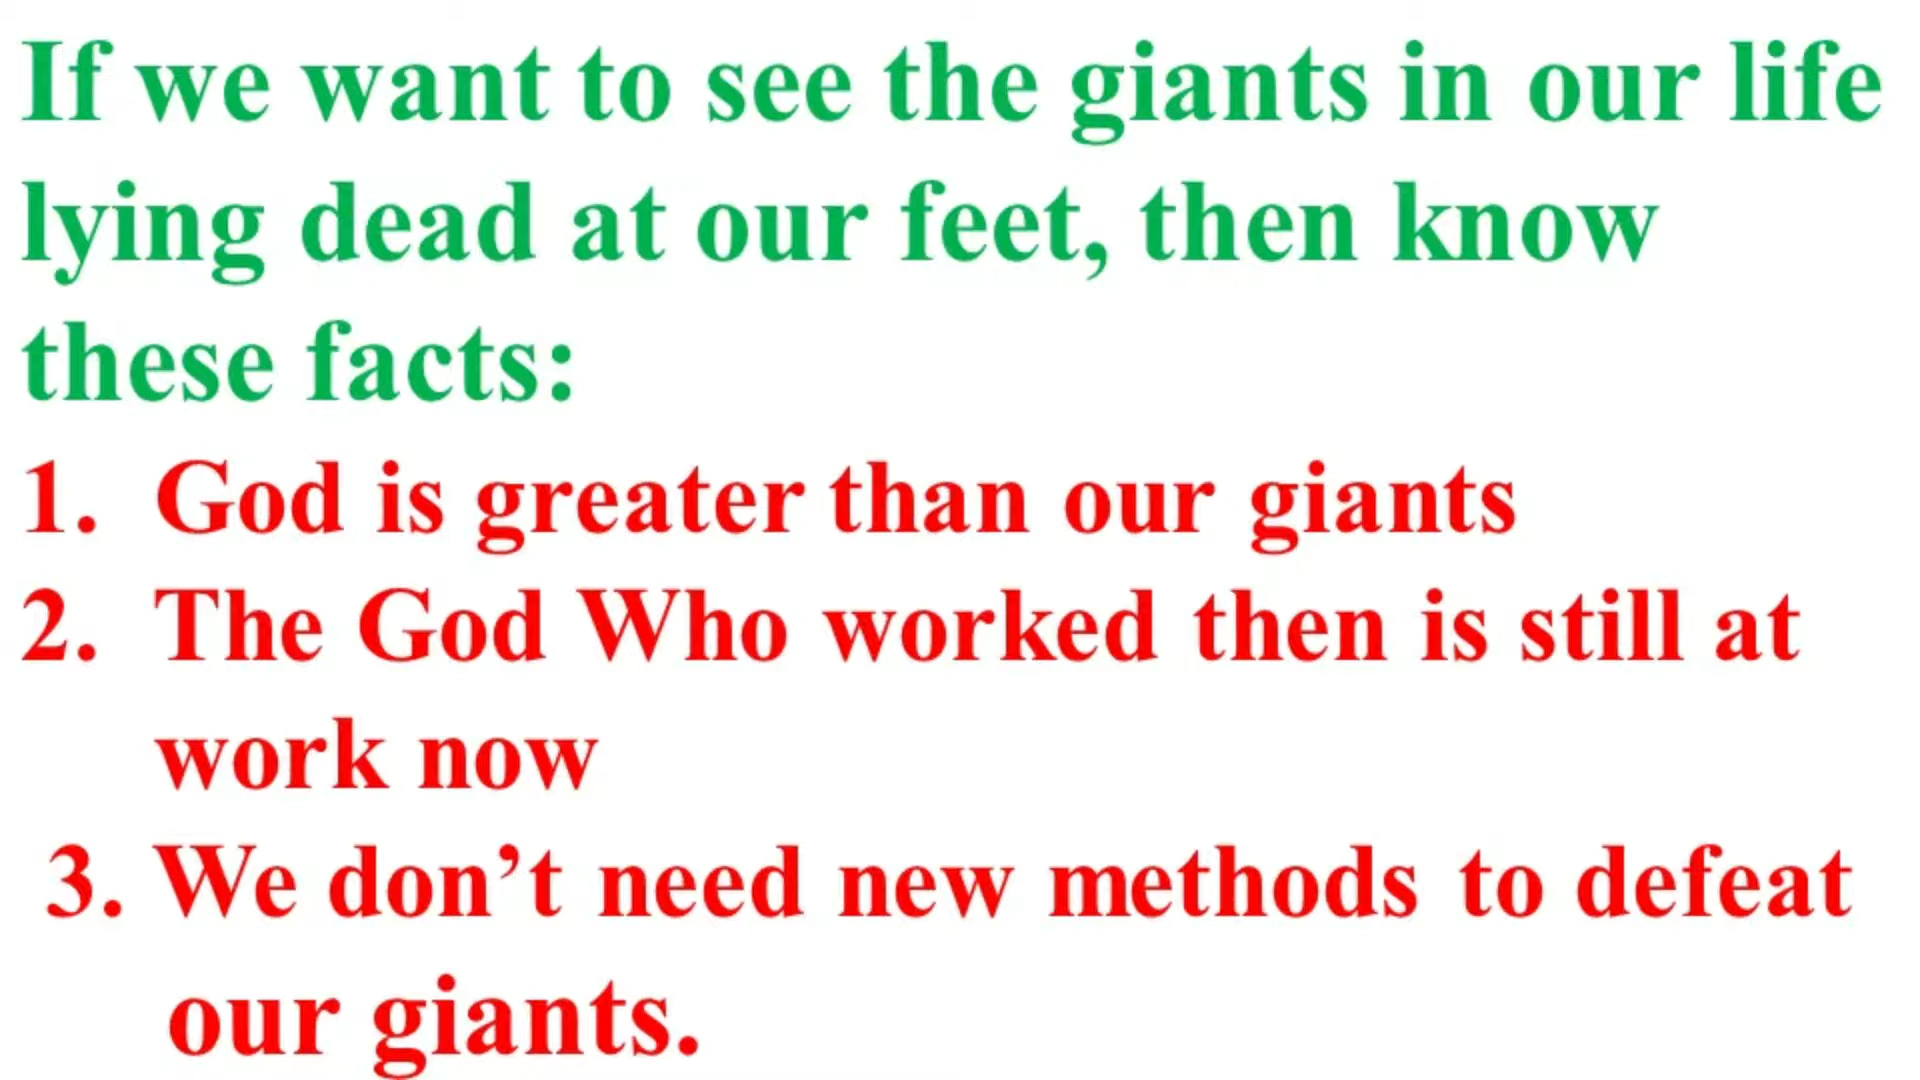 If we want to see the giants in our life
lying dead at our feet, then know
these facts:
1. God is greater than our giants
2. The God Who worked then is still at
work now
3. We don’t need new methods to defeat
our giants.